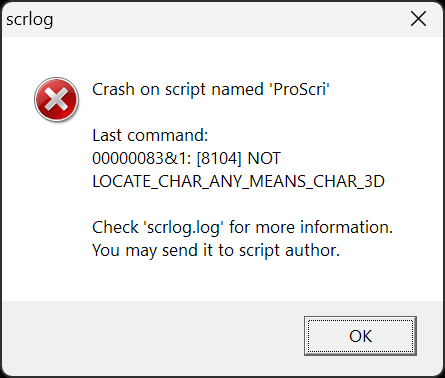 scrlog
Crash on script named 'ProScri'
Last command:
00000083&1: [8104] NOT
LOCATE_CHAR_ANY_MEANS_CHAR_3D
Check 'scrlog.log' for more information.
You may send it to script author.
OK